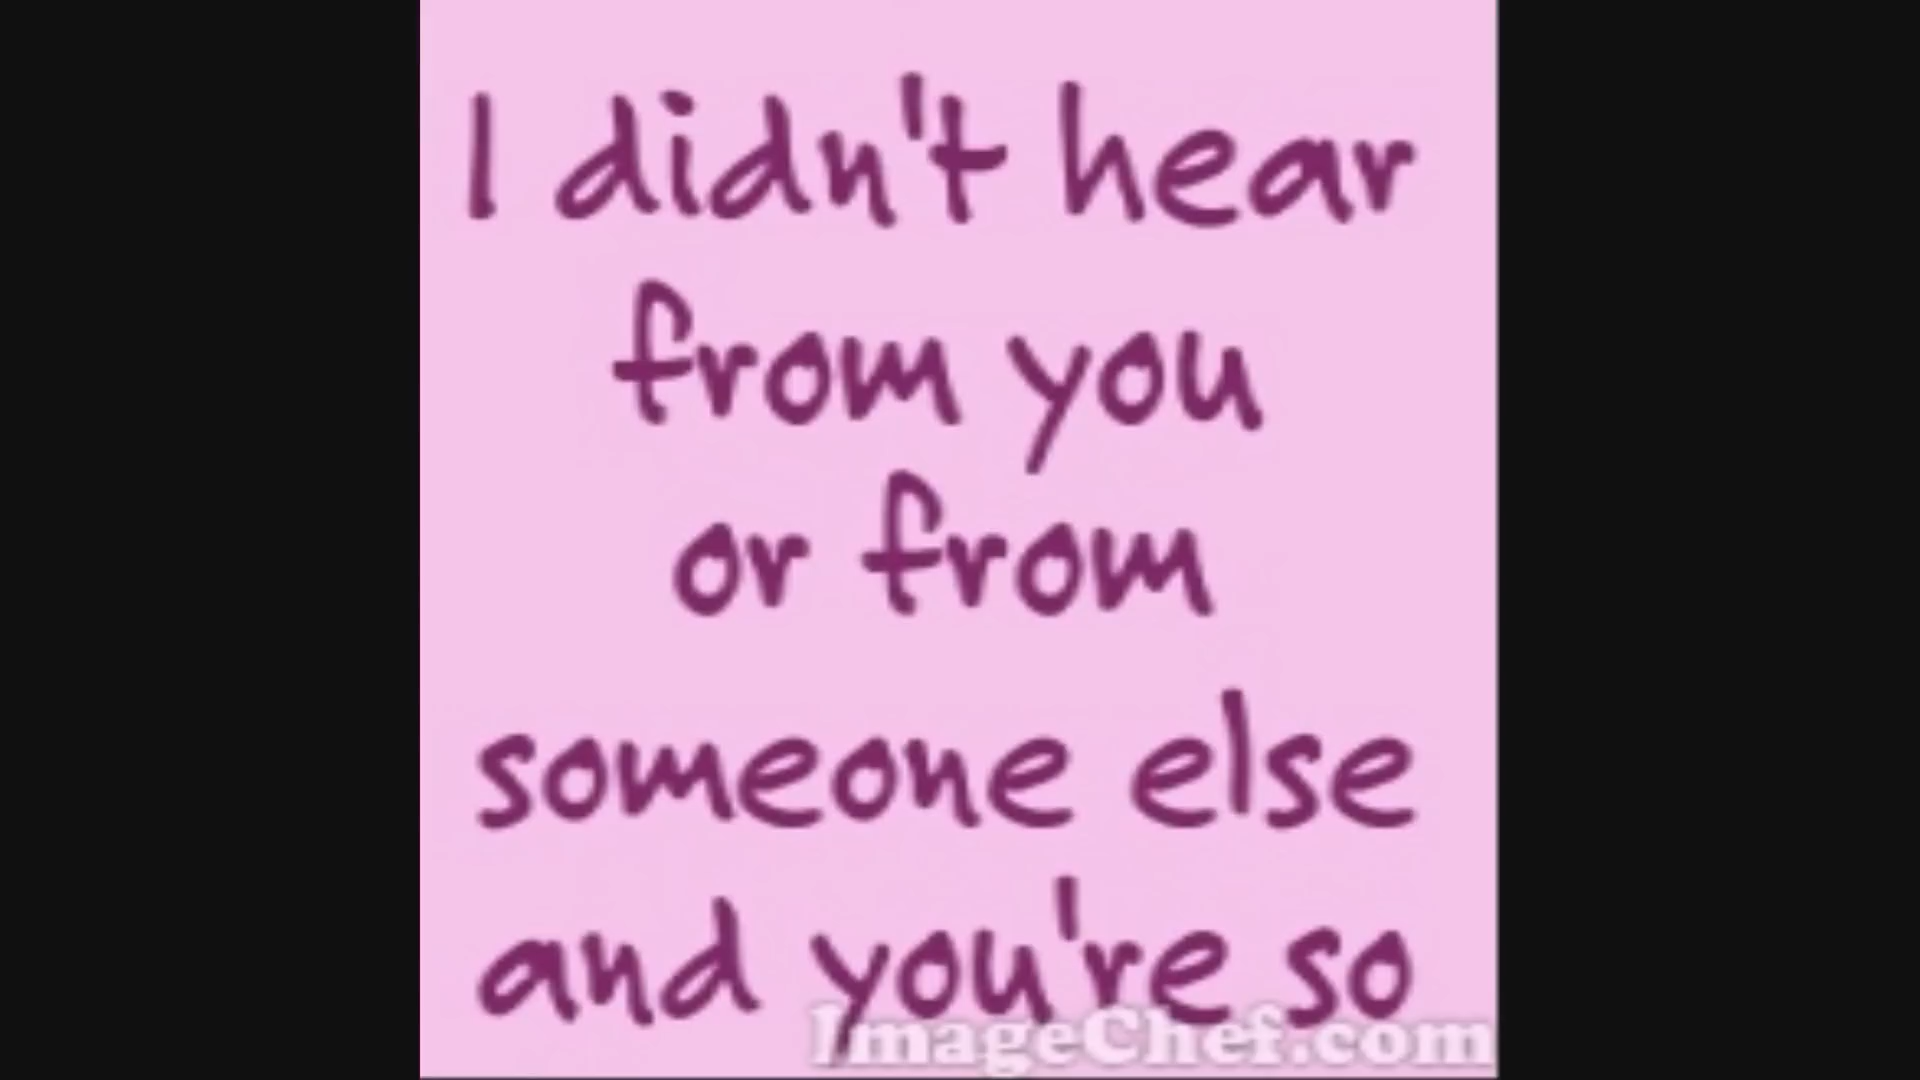 I didn't hear
from you
or from
someone else
and you're so
ImageChef.com